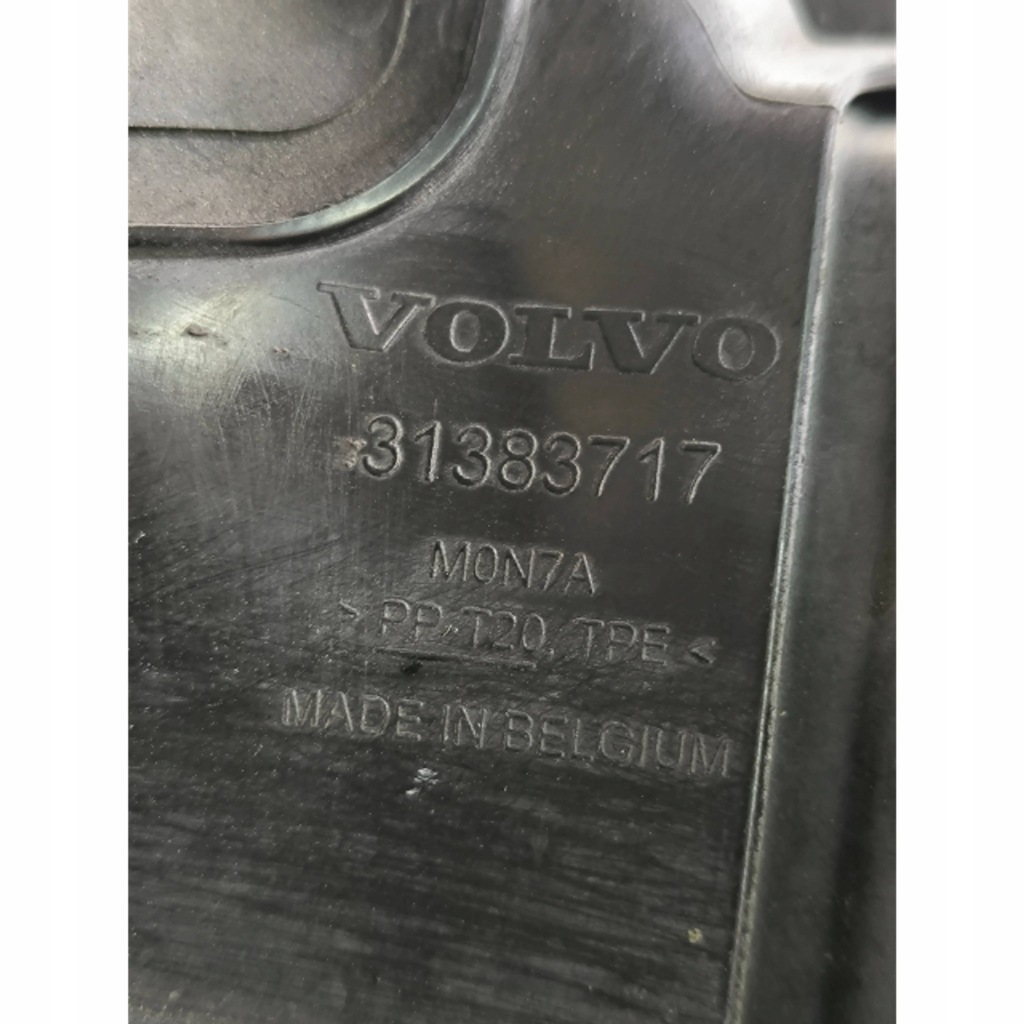 VOLVO
31383717
M0N7A
> PP-T20, TPE <
MADE IN BELGIUM